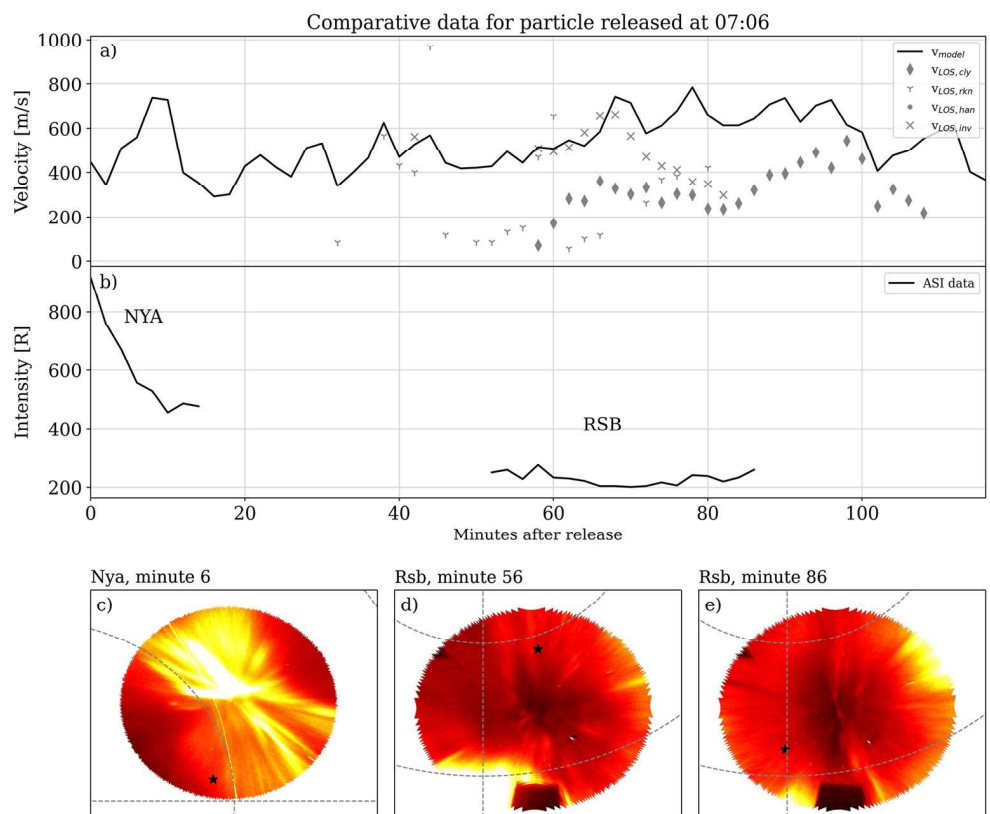 Comparative data for particle released at 07:06
a)
1000
800
600
400
200
0
Velocity [m/s]
v_model
v_LOS,cly
v_LOS,rkn
v_LOS,han
v_LOS,inv
b)
NYA
RSB
ASI data
800
600
400
200
Intensity [R]
0 20 40 60 80 100
Minutes after release
Nya, minute 6
Rsb, minute 56
Rsb, minute 86
c)
d)
e)